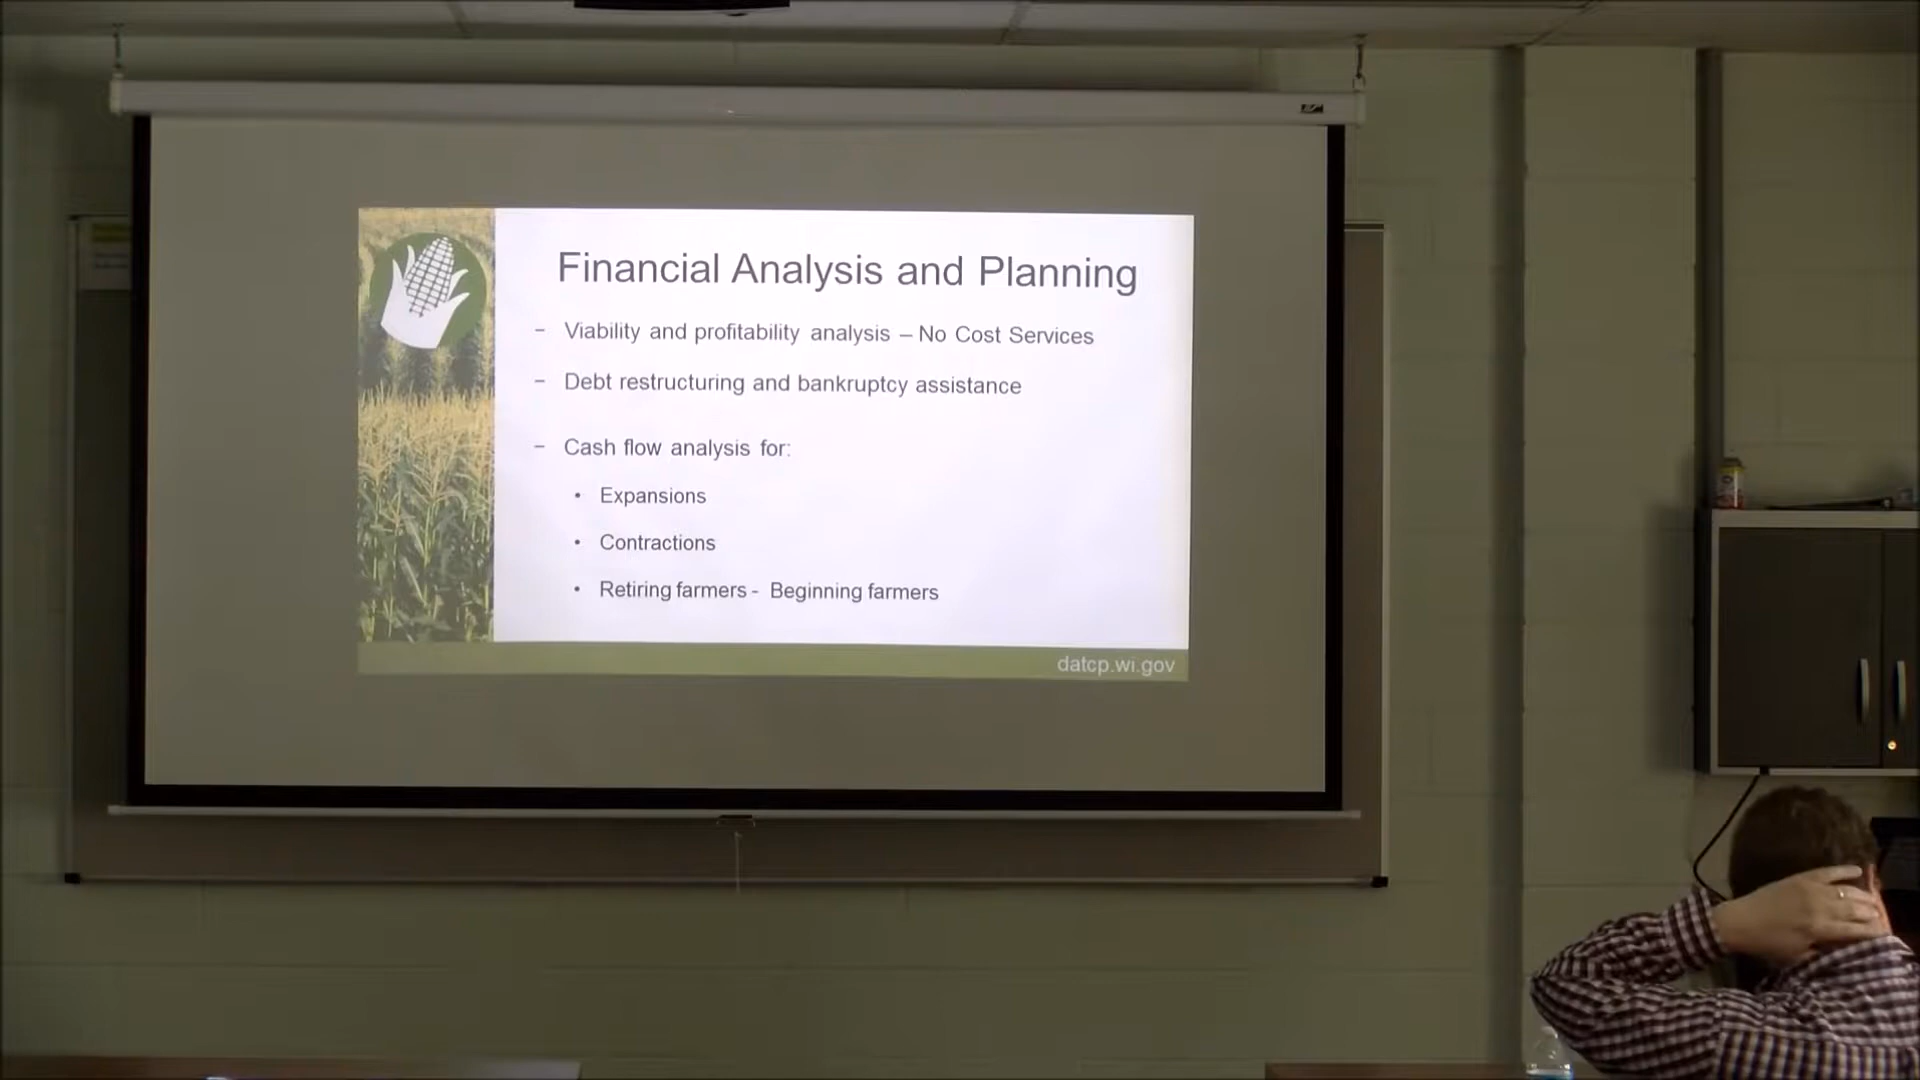 Financial Analysis and Planning
– Viability and profitability analysis – No Cost Services
– Debt restructuring and bankruptcy assistance
– Cash flow analysis for:
• Expansions
• Contractions
• Retiring farmers - Beginning farmers
datcp.wi.gov